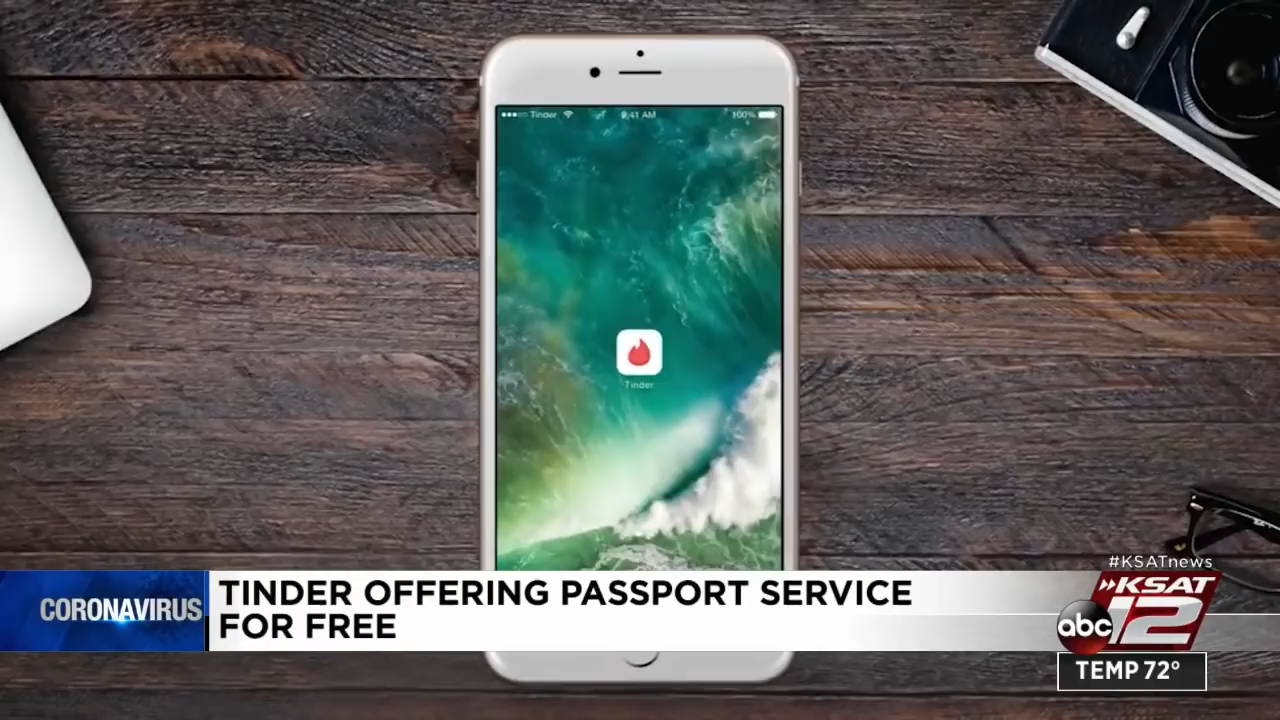 Tinder
9:41 AM
100%
Tinder
#KSATnews
CORONAVIRUS
TINDER OFFERING PASSPORT SERVICE
FOR FREE
KSAT
abc
12
TEMP 72°